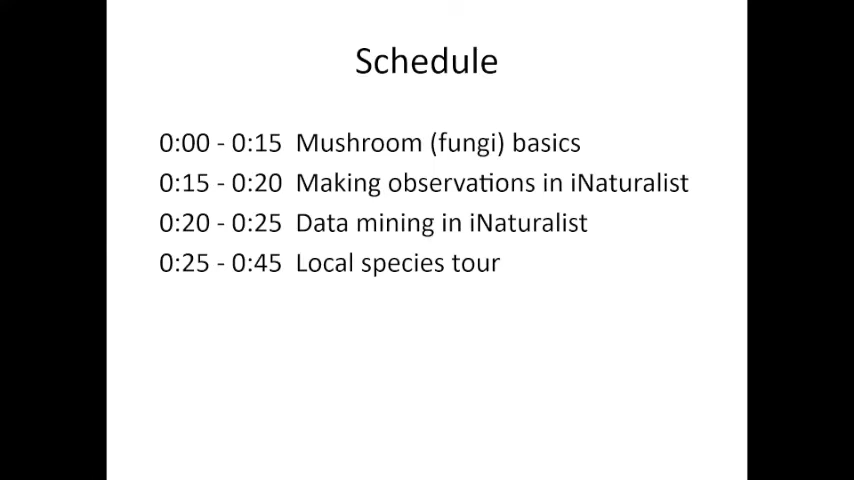 Schedule
0:00 - 0:15 Mushroom (fungi) basics
0:15 - 0:20 Making observations in iNaturalist
0:20 - 0:25 Data mining in iNaturalist
0:25 - 0:45 Local species tour